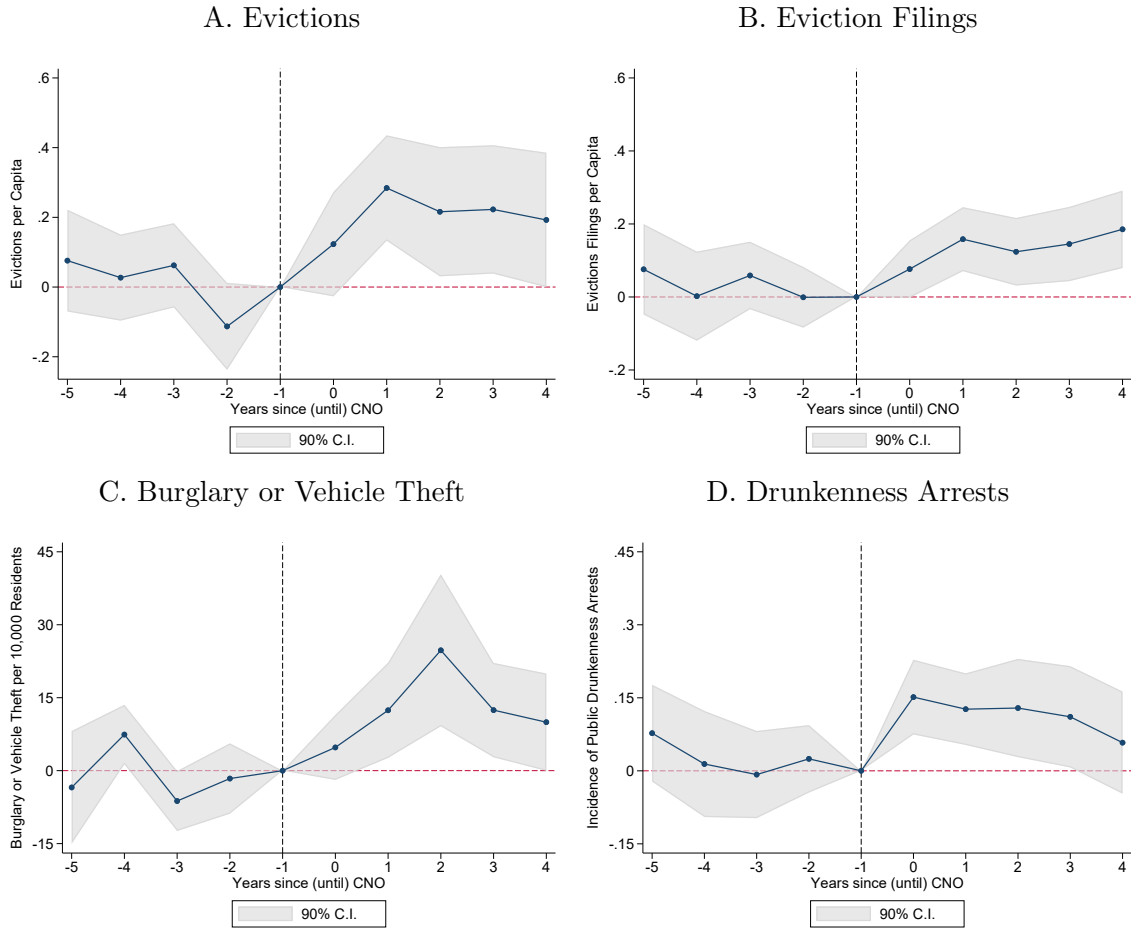 A. Evictions
Evictions per Capita
.6
.4
.2
0
-.2
-5 -4 -3 -2 -1 0 1 2 3 4
Years since (until) CNO
90% C.I.
B. Eviction Filings
Evictions Filings per Capita
.6
.4
.2
0
-.2
-5 -4 -3 -2 -1 0 1 2 3 4
Years since (until) CNO
90% C.I.
C. Burglary or Vehicle Theft
Burglary or Vehicle Theft per 10,000 Residents
45
30
15
0
-15
-5 -4 -3 -2 -1 0 1 2 3 4
Years since (until) CNO
90% C.I.
D. Drunkenness Arrests
Incidence of Public Drunkenness Arrests
.45
.3
.15
0
-.15
-5 -4 -3 -2 -1 0 1 2 3 4
Years since (until) CNO
90% C.I.